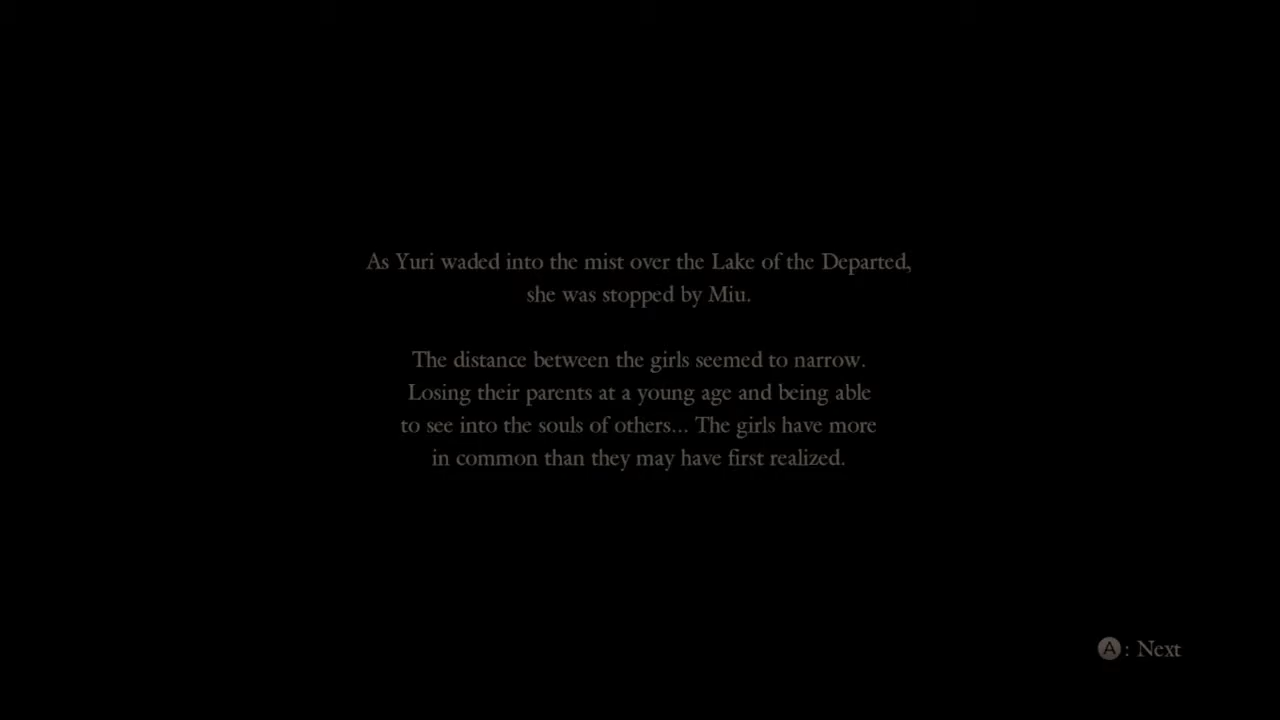 As Yuri waded into the mist over the Lake of the Departed,
she was stopped by Miu.
The distance between the girls seemed to narrow.
Losing their parents at a young age and being able
to see into the souls of others... The girls have more
in common than they may have first realized.
A: Next